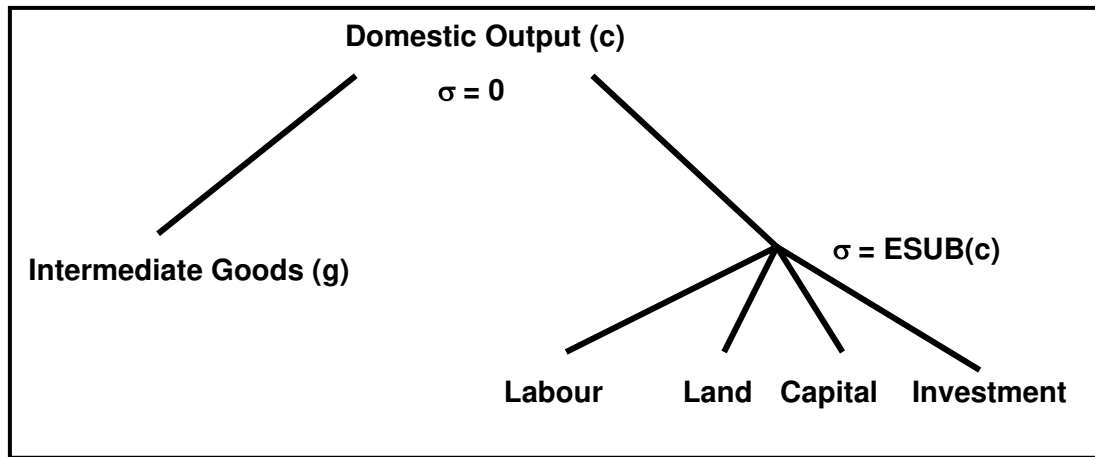 Domestic Output (c)
σ = 0
σ = ESUB(c)
Intermediate Goods (g)
Labour Land Capital Investment